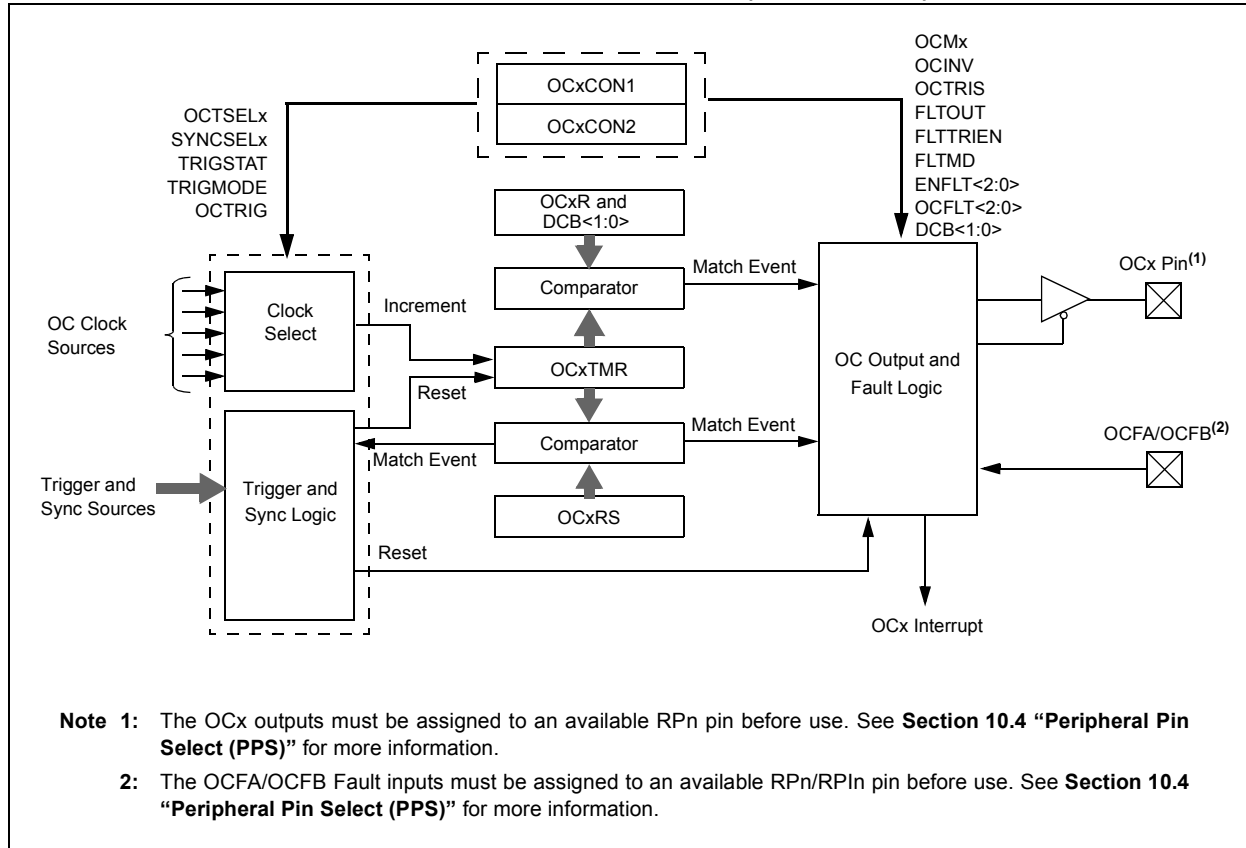 OCxCON1
OCxCON2
OCTSELx
SYNCSELx
TRIGSTAT
TRIGMODE
OCTRIG
OCMx
OCINV
OCTRIS
FLTOUT
FLTTRIEN
FLTMD
ENFLT<2:0>
OCFLT<2:0>
DCB<1:0>
OCxR and
DCB<1:0>
Match Event
OCx Pin(1)
Comparator
Increment
Clock
Select
OC Clock
Sources
OCxTMR
OC Output and
Fault Logic
Reset
Match Event
OCFA/OCFB(2)
Comparator
Match Event
Trigger and
Sync Sources
Trigger and
Sync Logic
OCxRS
Reset
OCx Interrupt
Note 1: The OCx outputs must be assigned to an available RPn pin before use. See Section 10.4 “Peripheral Pin
Select (PPS)” for more information.
2: The OCFA/OCFB Fault inputs must be assigned to an available RPn/RPIn pin before use. See Section 10.4
“Peripheral Pin Select (PPS)” for more information.